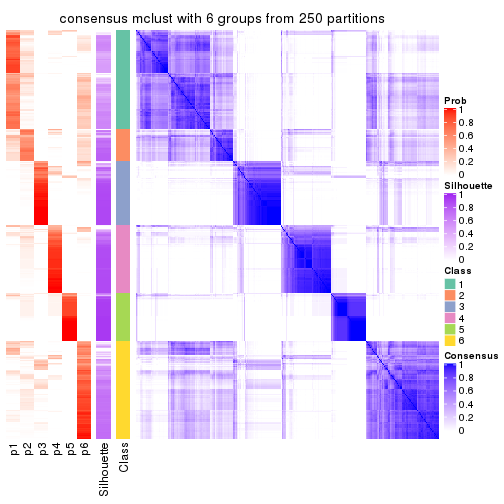 consensus mclust with 6 groups from 250 partitions
Prob
1
0.8
0.6
0.4
0.2
0
Silhouette
1
0.8
0.6
0.4
0.2
0
Class
1
2
3
4
5
6
Consensus
1
0.8
0.6
0.4
0.2
0
p1
p2
p3
p4
p5
p6
Silhouette
Class